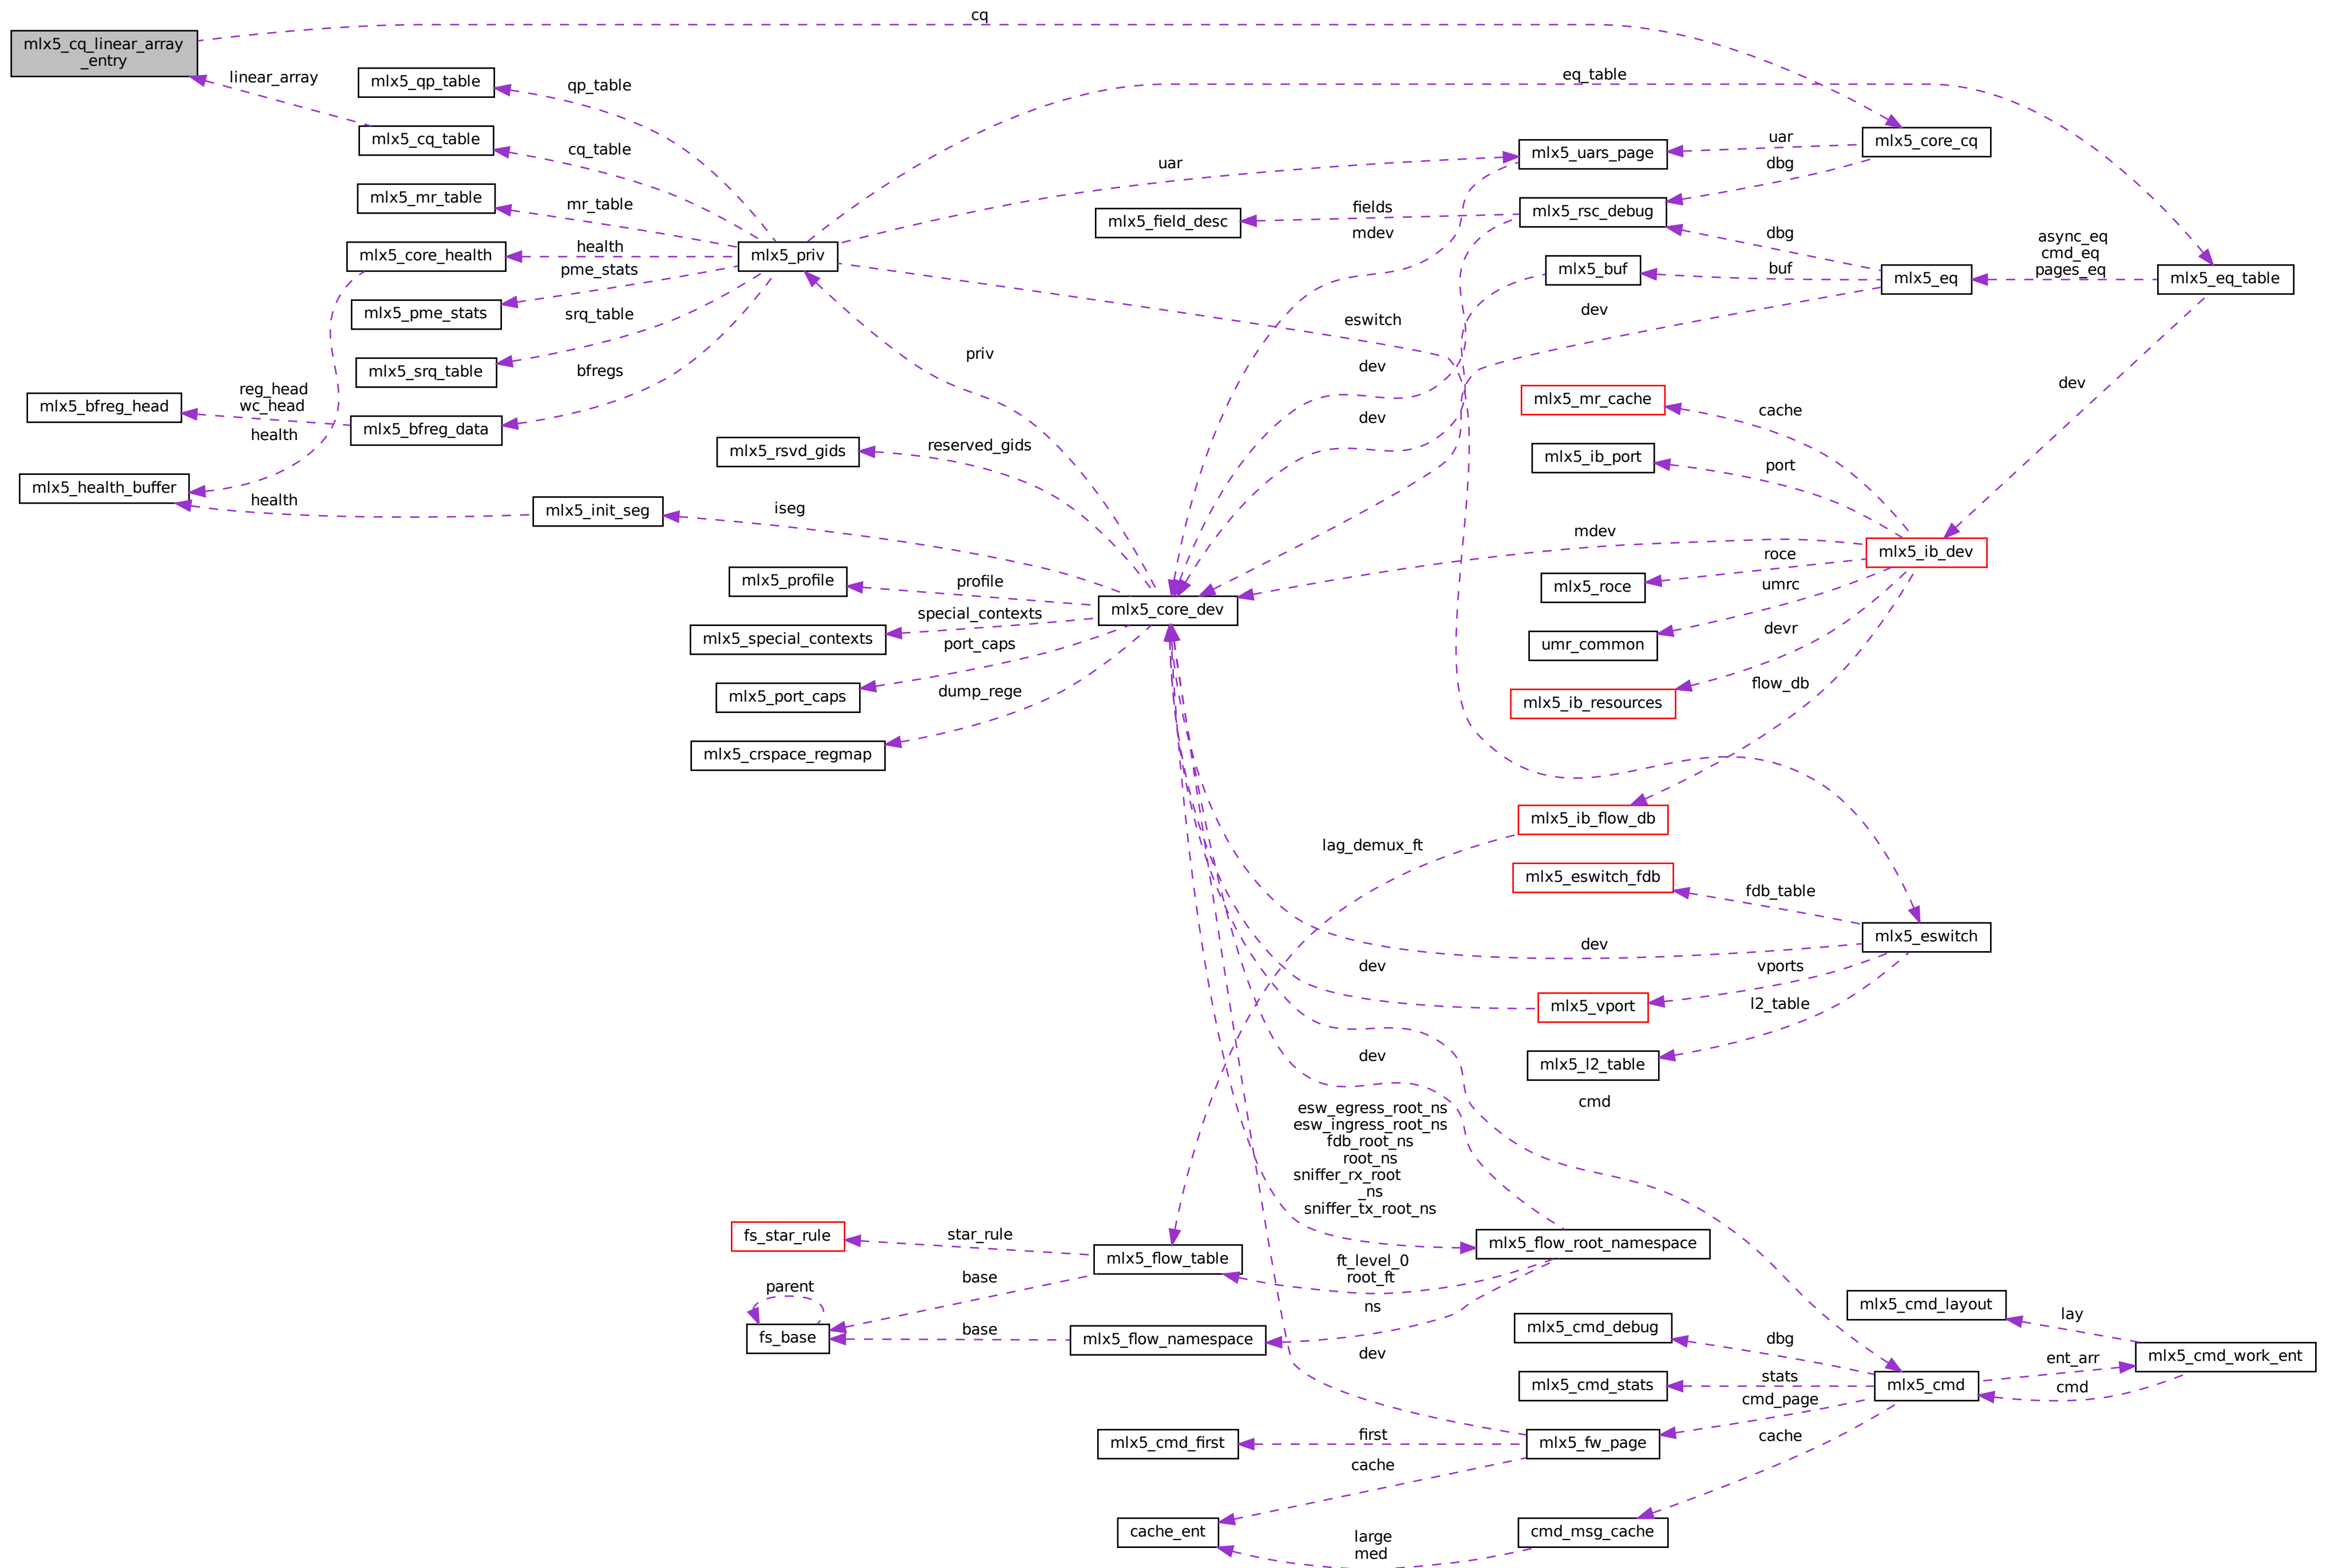 cq
mlx5_cq_linear_array
_entry
linear_array
mlx5_qp_table
qp_table
eq_table
mlx5_cq_table
cq_table
mlx5_core_cq
uar
mlx5_uars_page
uar
dbg
mlx5_mr_table
mr_table
mlx5_field_desc
fields
mdev
mlx5_rsc_debug
dbg
mlx5_core_health
health
mlx5_priv
pme_stats
mlx5_buf
buf
mlx5_eq
async_eq
cmd_eq
pages_eq
mlx5_eq_table
mlx5_pme_stats
srq_table
eswitch
dev
mlx5_srq_table
bfregs
priv
dev
dev
mlx5_bfreg_head
reg_head
wc_head
mlx5_bfreg_data
health
dev
mlx5_mr_cache
cache
mlx5_rsvd_gids
reserved_gids
mlx5_ib_port
port
mlx5_health_buffer
health
mlx5_init_seg
iseg
mdev
mlx5_ib_dev
roce
mlx5_profile
profile
mlx5_roce
umrc
mlx5_core_dev
special_contexts
mlx5_special_contexts
port_caps
umr_common
devr
mlx5_port_caps
dump_rege
mlx5_ib_resources
flow_db
mlx5_crspace_regmap
mlx5_ib_flow_db
lag_demux_ft
mlx5_eswitch_fdb
fdb_table
mlx5_eswitch
dev
dev
vports
mlx5_vport
l2_table
dev
mlx5_l2_table
cmd
esw_egress_root_ns
esw_ingress_root_ns
fdb_root_ns
root_ns
sniffer_rx_root
_ns
sniffer_tx_root_ns
fs_star_rule
star_rule
mlx5_flow_table
mlx5_flow_root_namespace
ft_level_0
root_ft
parent
base
ns
fs_base
base
mlx5_flow_namespace
dev
mlx5_cmd_layout
lay
mlx5_cmd_debug
dbg
mlx5_cmd_work_ent
ent_arr
mlx5_cmd_stats
stats
mlx5_cmd
cmd
cmd_page
mlx5_cmd_first
first
mlx5_fw_page
cache
cache
cache_ent
large
med
cmd_msg_cache